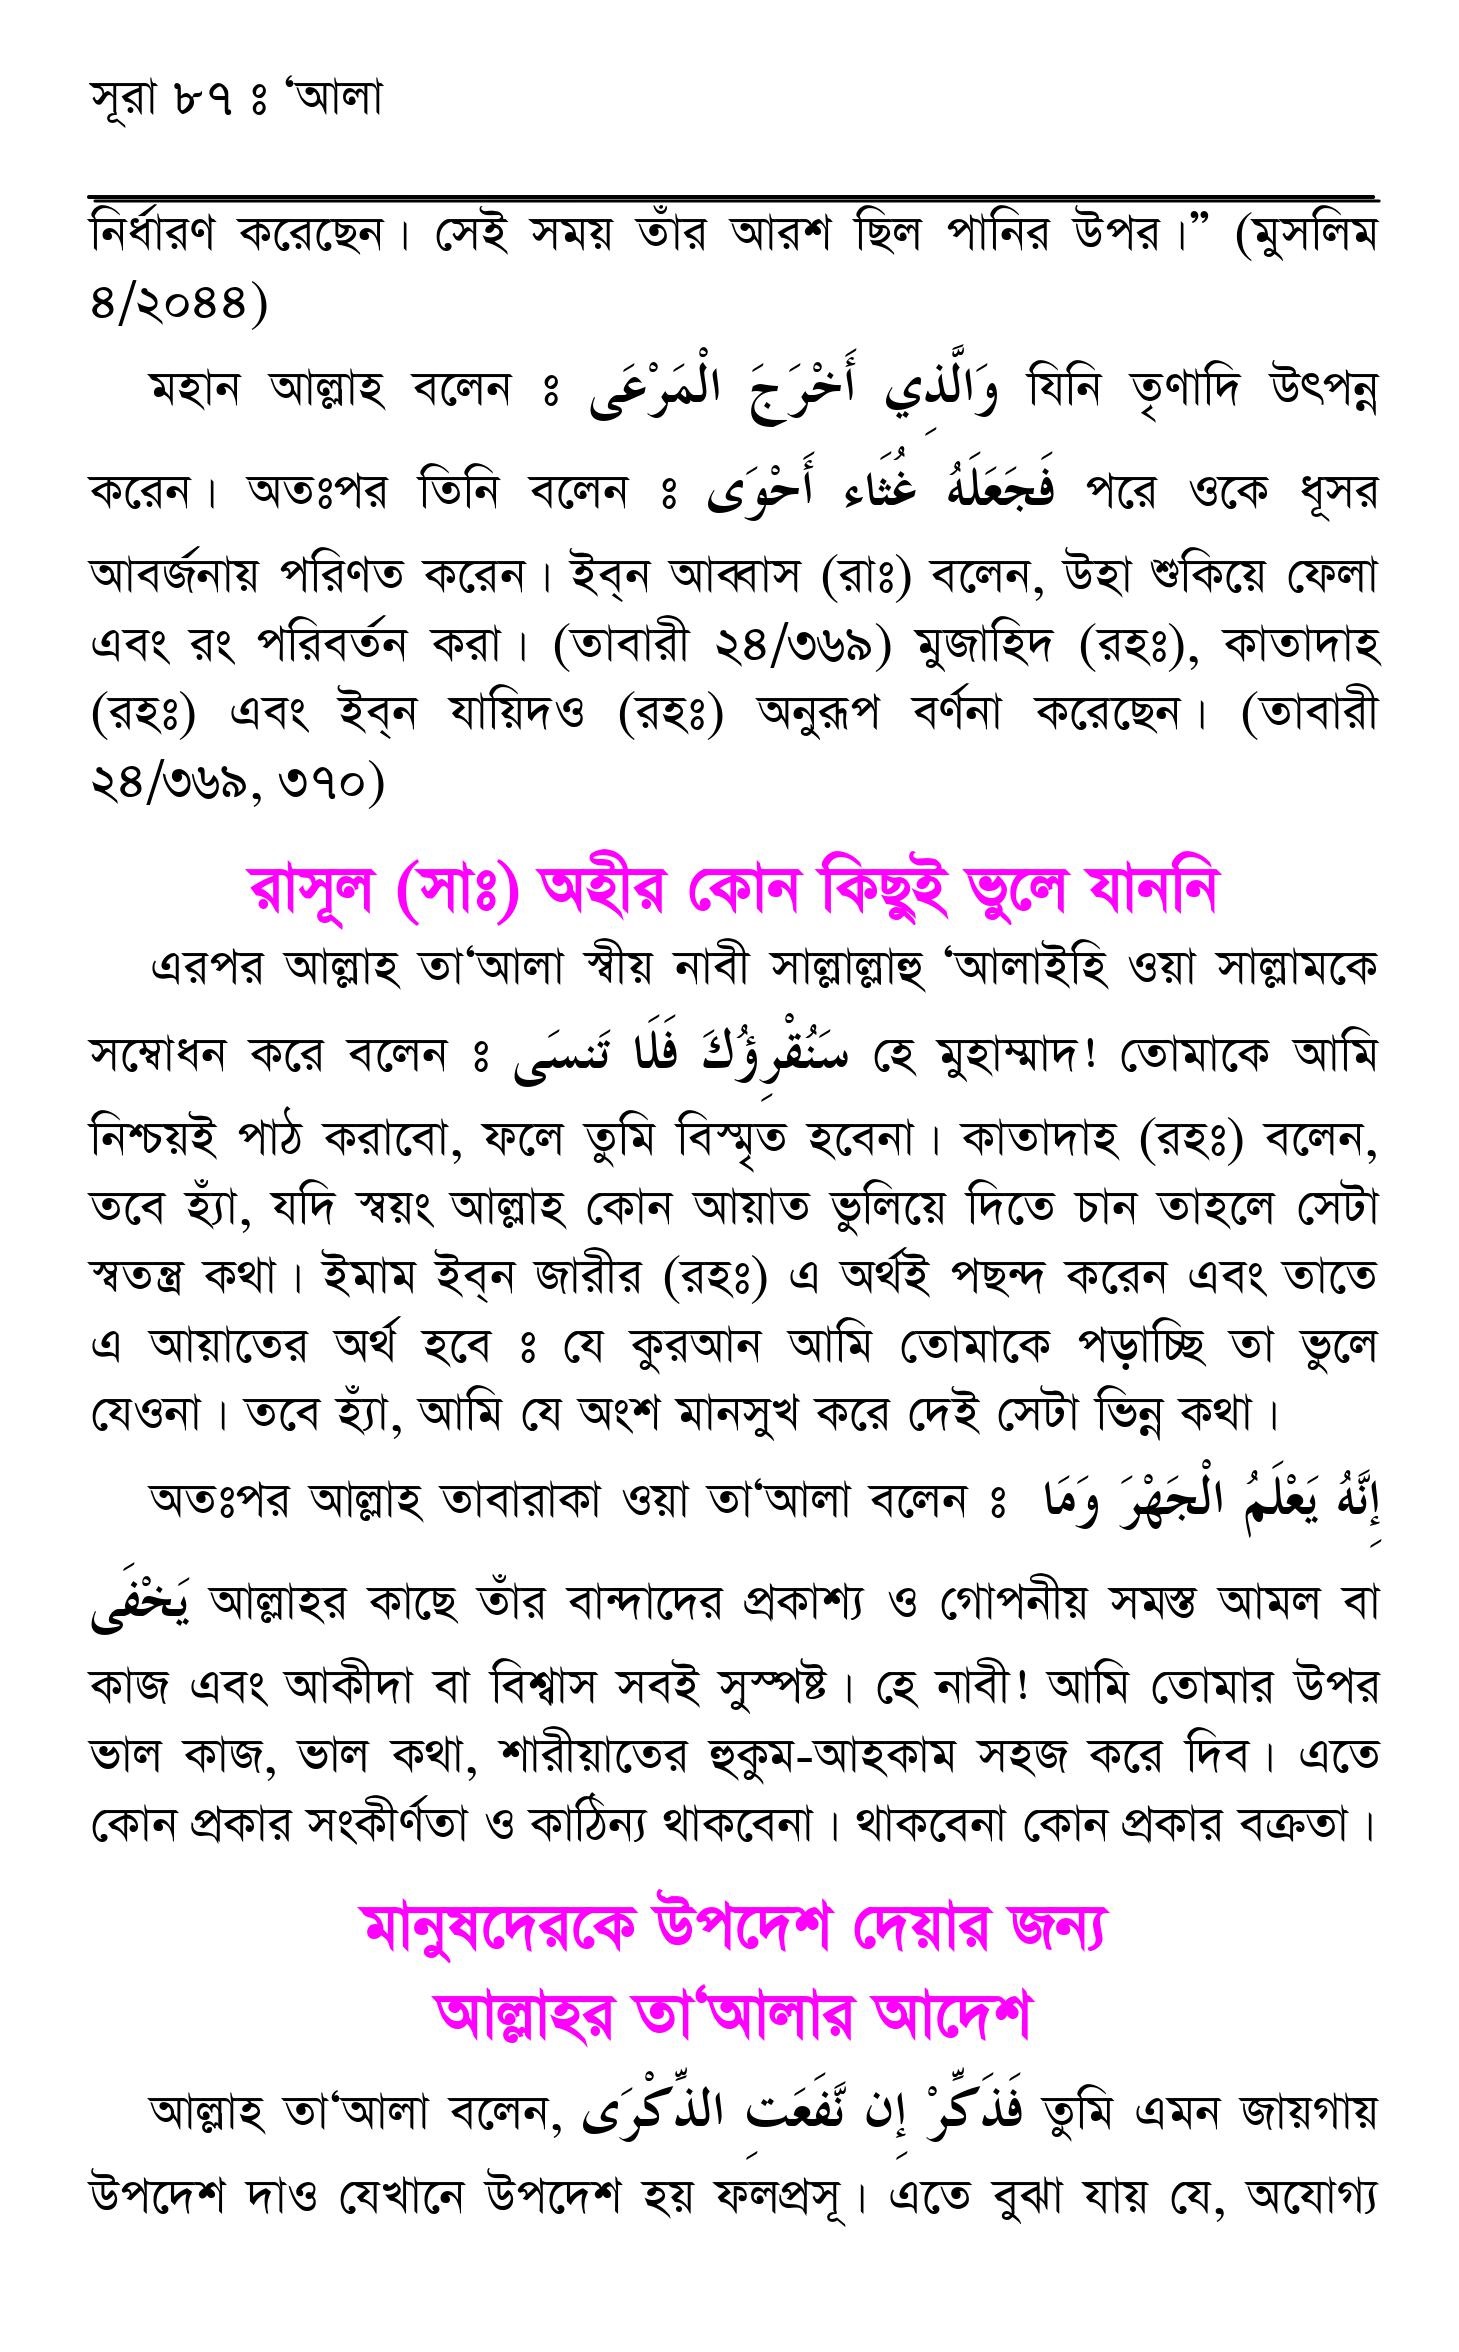 সূরা ৮৭ ঃ ‘আলা
নির্ধারণ করেছেন। সেই সময় তাঁর আরশ ছিল পানির উপর।” (মুসলিম
৪/২০৪৪)
মহান আল্লাহ বলেন ঃ وَالَّذِي أَخْرَجَ الْمَرْعَى যিনি তৃণাদি উৎপন্ন
করেন। অতঃপর তিনি বলেন ঃ فَجَعَلَهُ غُثَاء أَحْوَى পরে ওকে ধূসর
আবর্জনায় পরিণত করেন। ইব্‌ন আব্বাস (রাঃ) বলেন, উহা শুকিয়ে ফেলা
এবং রং পরিবর্তন করা। (তাবারী ২৪/৩৬৯) মুজাহিদ (রহঃ), কাতাদাহ
(রহঃ) এবং ইব্‌ন যায়িদও (রহঃ) অনুরূপ বর্ণনা করেছেন। (তাবারী
২৪/৩৬৯, ৩৭০)
রাসূল (সাঃ) অহীর কোন কিছুই ভুলে যাননি
এরপর আল্লাহ তা‘আলা স্বীয় নাবী সাল্লাল্লাহু ‘আলাইহি ওয়া সাল্লামকে
সম্বোধন করে বলেন ঃ سَنُقْرِؤُكَ فَلَا تَنسَى হে মুহাম্মাদ! তোমাকে আমি
নিশ্চয়ই পাঠ করাবো, ফলে তুমি বিস্মৃত হবেনা। কাতাদাহ (রহঃ) বলেন,
তবে হ্যাঁ, যদি স্বয়ং আল্লাহ কোন আয়াত ভুলিয়ে দিতে চান তাহলে সেটা
স্বতন্ত্র কথা। ইমাম ইব্‌ন জারীর (রহঃ) এ অর্থই পছন্দ করেন এবং তাতে
এ আয়াতের অর্থ হবে ঃ যে কুরআন আমি তোমাকে পড়াচ্ছি তা ভুলে
যেওনা। তবে হ্যাঁ, আমি যে অংশ মানসুখ করে দেই সেটা ভিন্ন কথা।
অতঃপর আল্লাহ তাবারাকা ওয়া তা‘আলা বলেন ঃ إِنَّهُ يَعْلَمُ الْجَهْرَ وَمَا
يَخْفَى আল্লাহর কাছে তাঁর বান্দাদের প্রকাশ্য ও গোপনীয় সমস্ত আমল বা
কাজ এবং আকীদা বা বিশ্বাস সবই সুস্পষ্ট। হে নাবী! আমি তোমার উপর
ভাল কাজ, ভাল কথা, শারীয়াতের হুকুম-আহকাম সহজ করে দিব। এতে
কোন প্রকার সংকীর্ণতা ও কাঠিন্য থাকবেনা। থাকবেনা কোন প্রকার বক্রতা।
মানুষদেরকে উপদেশ দেয়ার জন্য
আল্লাহর তা‘আলার আদেশ
আল্লাহ তা‘আলা বলেন, فَذَكِّرْ إِن نَّفَعَتِ الذِّكْرَى তুমি এমন জায়গায়
উপদেশ দাও যেখানে উপদেশ হয় ফলপ্রসূ। এতে বুঝা যায় যে, অযোগ্য